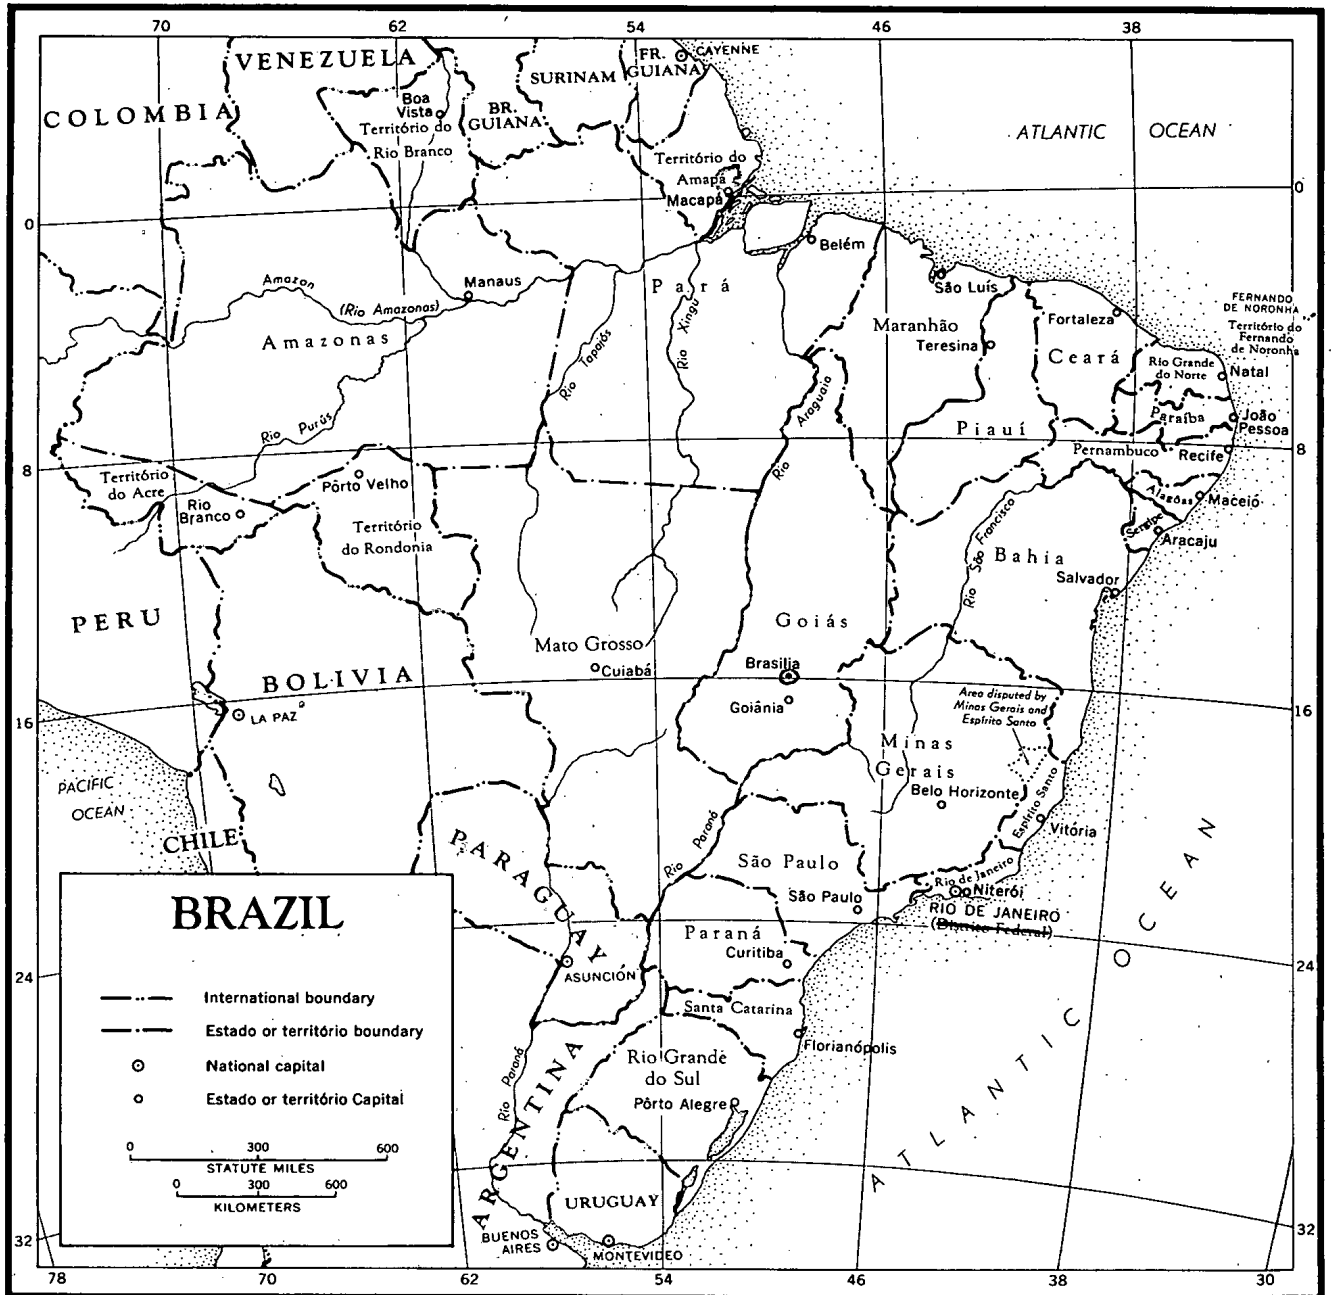 70 62 54 46 38
VENEZUELA
COLOMBIA
SURINAM
FR.
GUIANA
CAYENNE
BR.
GUIANA
Boa
Vista
Território do
Rio Branco
ATLANTIC OCEAN
Território do
Amapá
Macapá
0
0
Belém
Amazon
(Rio Amazonas)
Manaus
Pará
São Luís
FERNANDO
DE NORONHA
Território do
Fernando
de Noronha
Amazonas
Rio Tapajós
Rio Xingu
Maranhão
Teresina
Fortaleza
Ceará
Rio Grande
do Norte
Natal
Rio Purús
Rio Araguaia
Piauí
Paraíba
João
Pessoa
8
8
Pernambuco
Recife
Território
do Acre
Rio
Branco
Pôrto Velho
Território
do Rondonia
Alagôas
Maceió
Sergipe
Aracaju
Rio São Francisco
Bahia
Salvador
PERU
Mato Grosso
Cuiabá
Goiás
Brasilia
Goiânia
BOLIVIA
LA PAZ
16
16
Area disputed by
Minas Gerais and
Espírito Santo
Minas
Gerais
Belo Horizonte
Espírito Santo
Vitória
PACIFIC
OCEAN
CHILE
PARAGUAY
Rio Paraná
São Paulo
São Paulo
Rio de Janeiro
Niterói
RIO DE JANEIRO
(Distrito Federal)
ATLANTIC OCEAN
Paraná
Curitiba
ASUNCIÓN
24
24
Santa Catarina
Florianópolis
Rio Paraná
ARGENTINA
Rio Grande
do Sul
Pôrto Alegre
URUGUAY
BUENOS
AIRES
MONTEVIDEO
32
32
BRAZIL
International boundary
Estado or território boundary
National capital
Estado or território Capital
0 300 600
STATUTE MILES
0 300 600
KILOMETERS
78 70 62 54 46 38 30